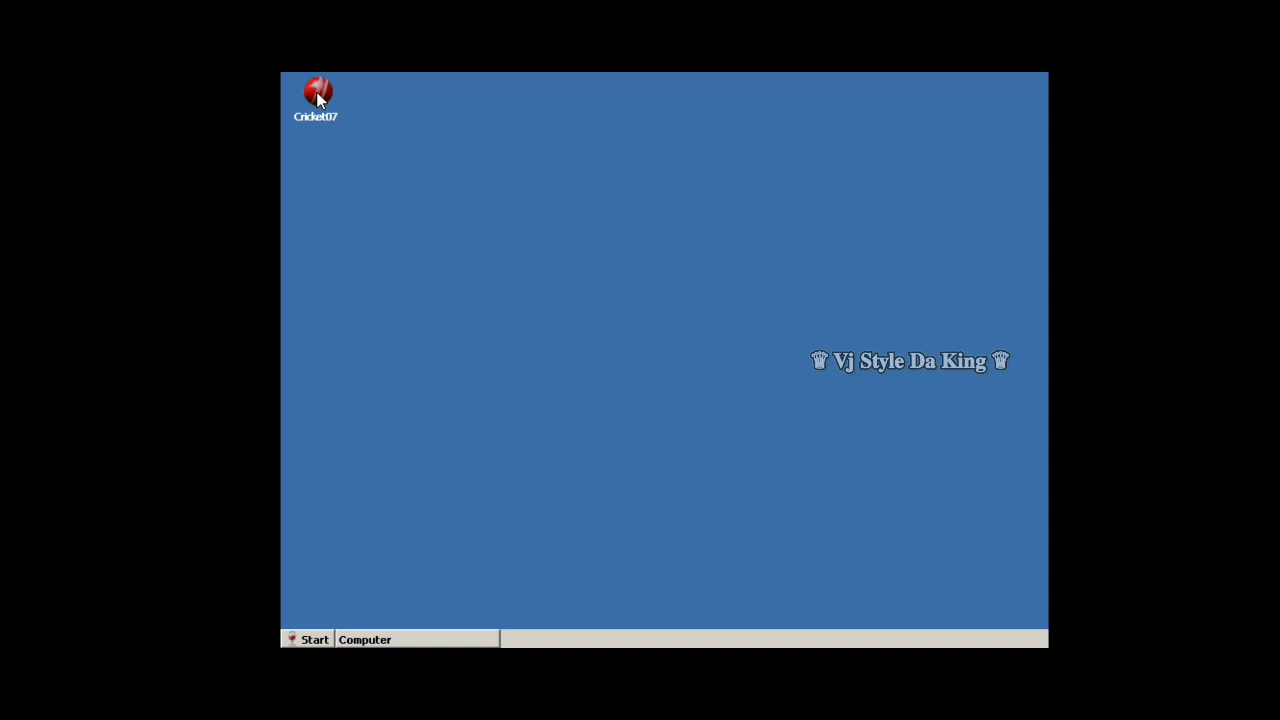 Cricket07
♛ Vj Style Da King ♛
Start
Computer